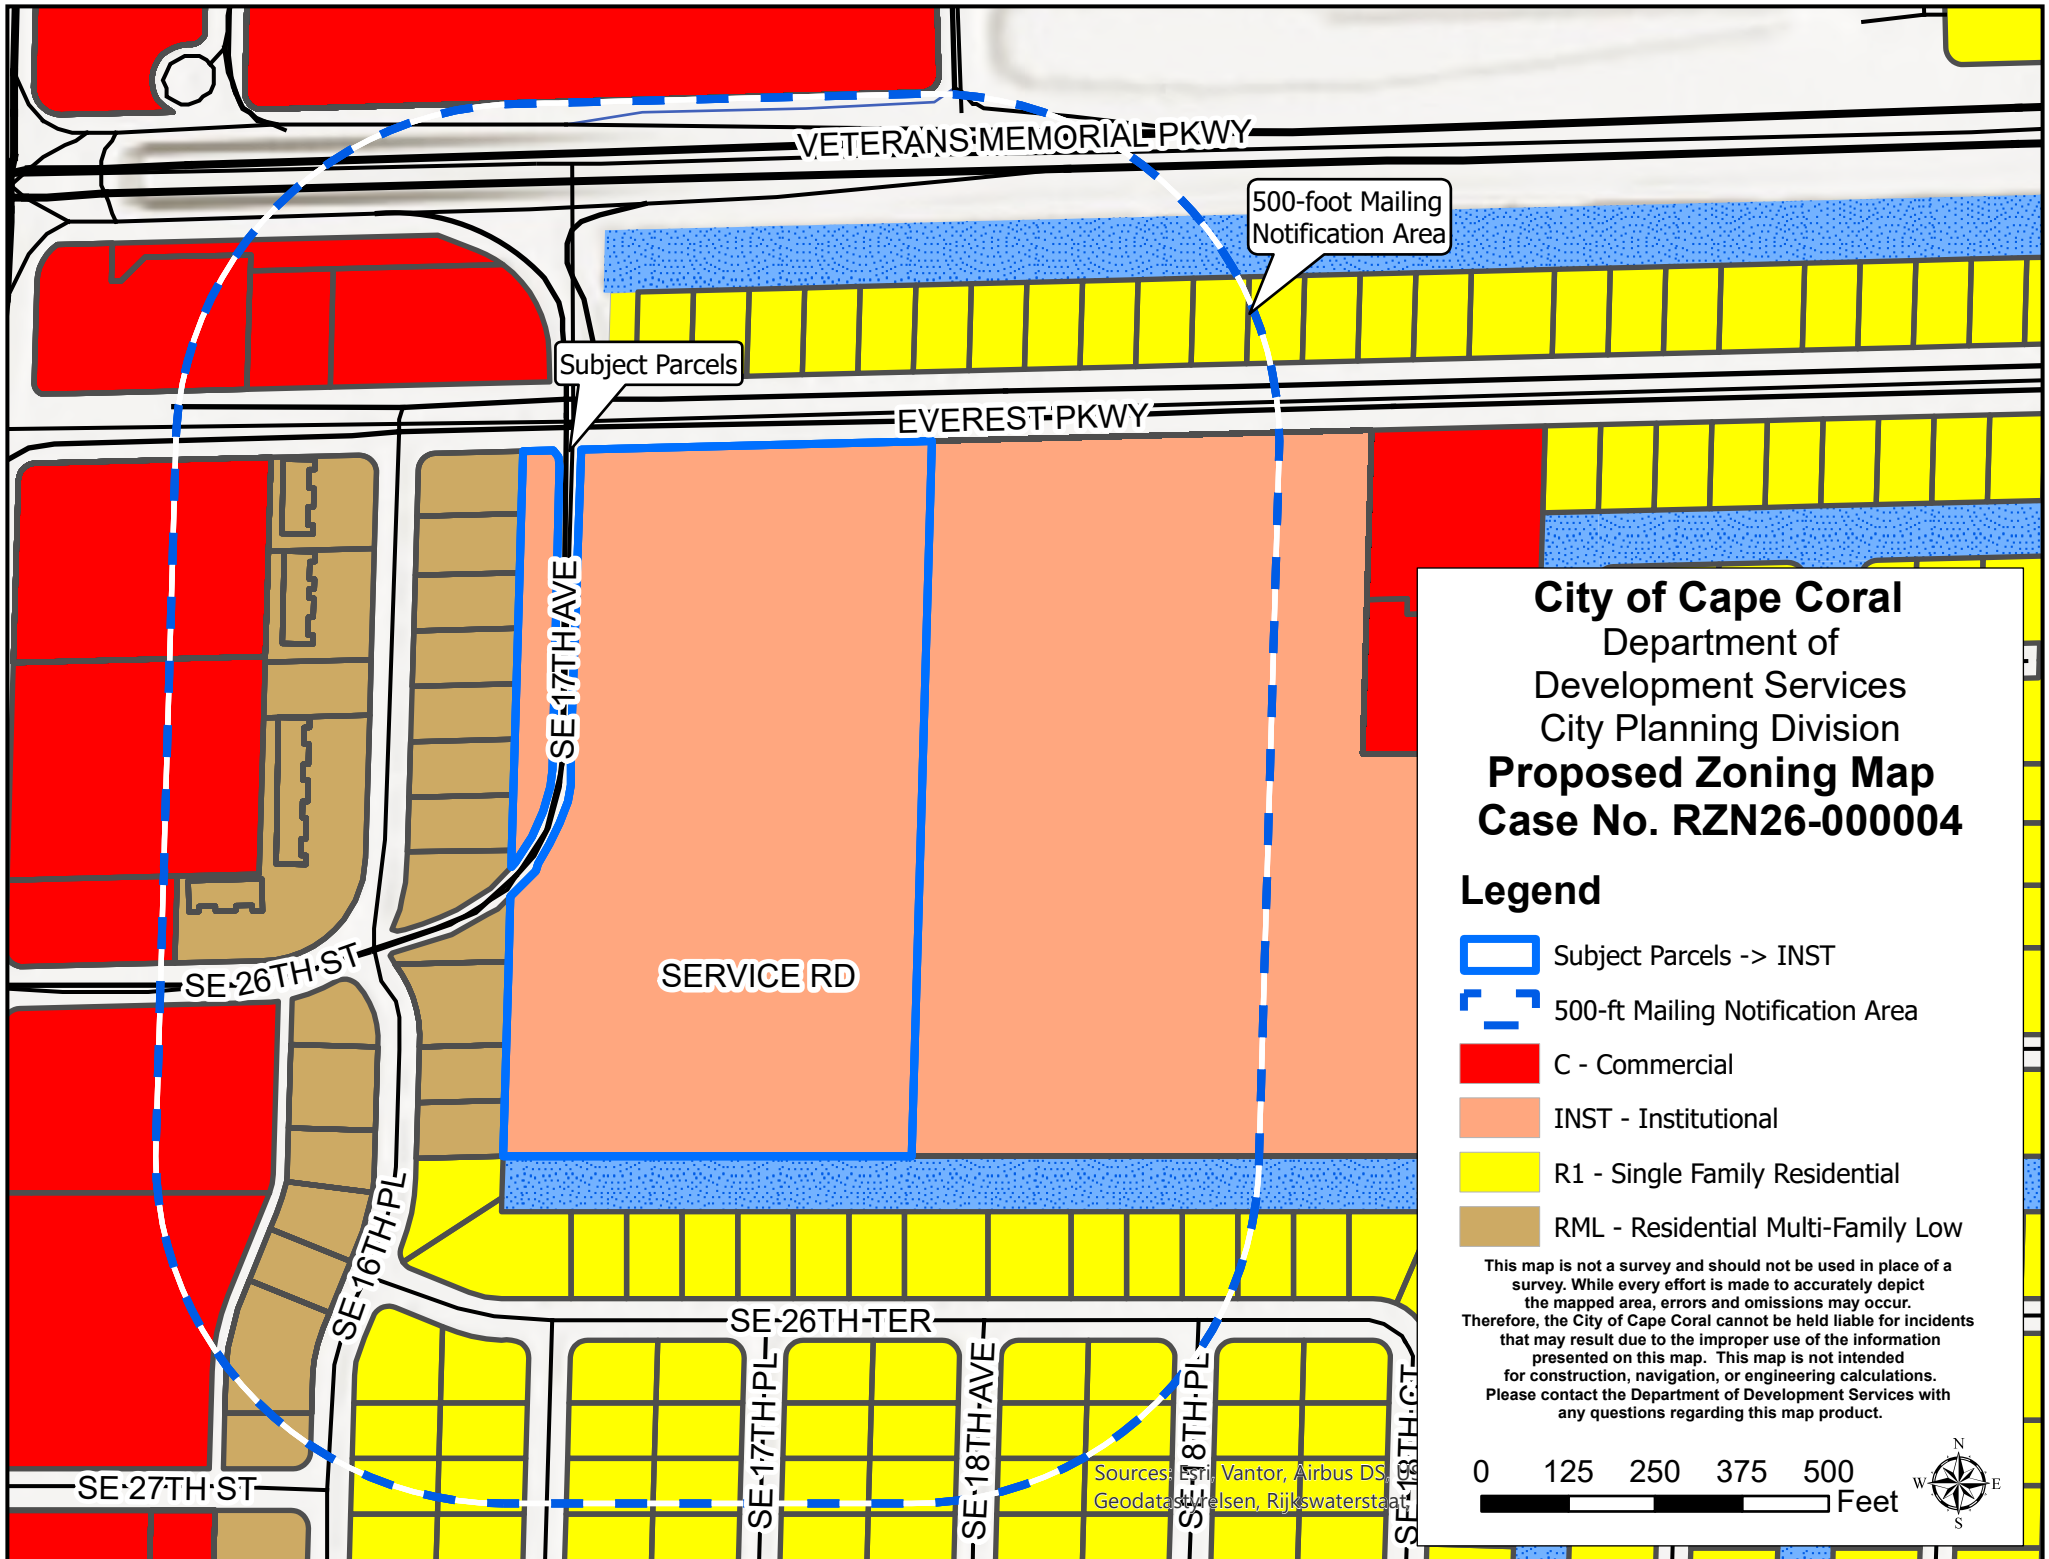 VETERANS MEMORIAL PKWY
500-foot Mailing
Notification Area
Subject Parcels
EVEREST PKWY
SE 17TH AVE
SERVICE RD
SE 26TH ST
SE 16TH PL
SE 26TH TER
SE 17TH PL
SE 18TH AVE
SE 18TH PL
SE 18TH CT
SE 27TH ST
Sources: Esri, Vantor, Airbus DS, US
Geodatastyrelsen, Rijkswaterstaat,
City of Cape Coral
Department of
Development Services
City Planning Division
Proposed Zoning Map
Case No. RZN26-000004
Legend
Subject Parcels -> INST
500-ft Mailing Notification Area
C - Commercial
INST - Institutional
R1 - Single Family Residential
RML - Residential Multi-Family Low
This map is not a survey and should not be used in place of a
survey. While every effort is made to accurately depict
the mapped area, errors and omissions may occur.
Therefore, the City of Cape Coral cannot be held liable for incidents
that may result due to the improper use of the information
presented on this map. This map is not intended
for construction, navigation, or engineering calculations.
Please contact the Department of Development Services with
any questions regarding this map product.
0 125 250 375 500
Feet
N
W E
S